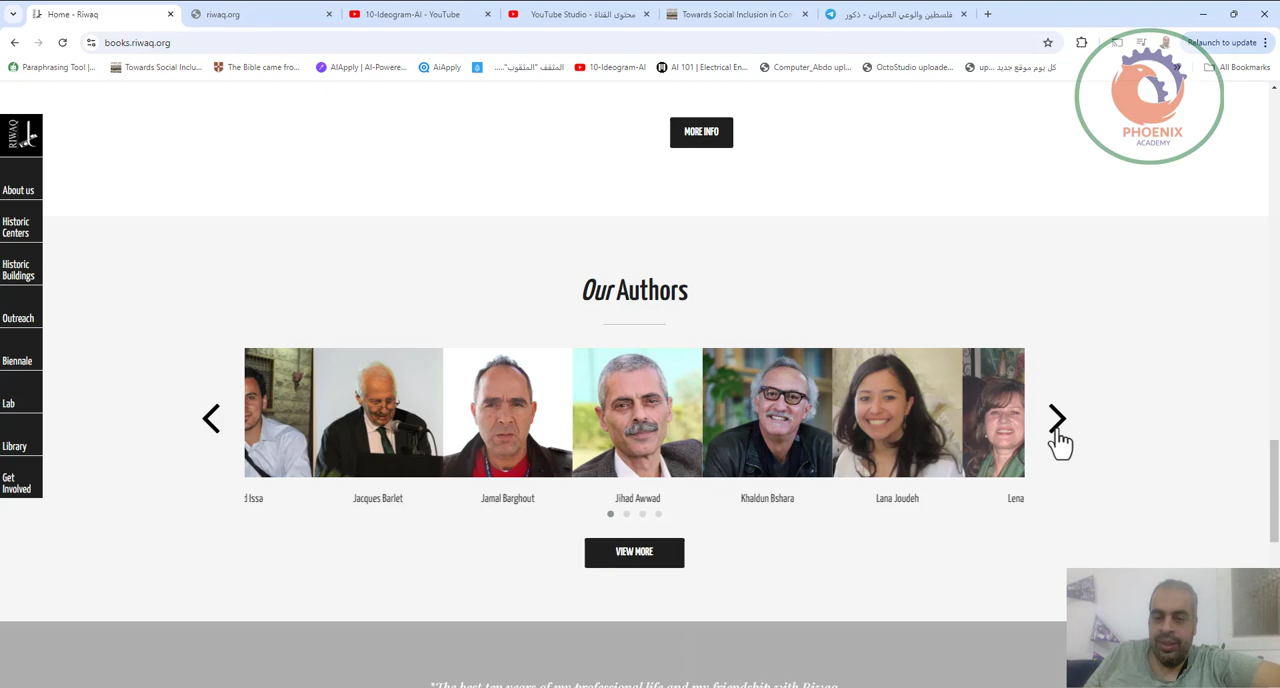 Home - Riwaq
riwaq.org
10-Ideogram-AI - YouTube
محتوى القناة - YouTube Studio
Towards Social Inclusion in Con
فلسطين والوعي العمراني - ذكور
books.riwaq.org
Relaunch to update
Paraphrasing Tool |...
Towards Social Inclu...
The Bible came fro...
AIApply | AI-Powere...
AIApply
المثقف "المثقوب".....
10-Ideogram-AI
AI 101 | Electrical En...
Computer_Abdo upl...
OctoStudio uploade...
كل يوم موقع جديد up...
All Bookmarks
PHOENIX
ACADEMY
MORE INFO
RIWAQ
About us
Historic
Centers
Historic
Buildings
Outreach
Biennale
Lab
Library
Get
Involved
Our Authors
d Issa
Jacques Barlet
Jamal Barghout
Jihad Awwad
Khaldun Bshara
Lana Joudeh
Lena
VIEW MORE
"The best ten years of my professional life and my friendship with Riwaq